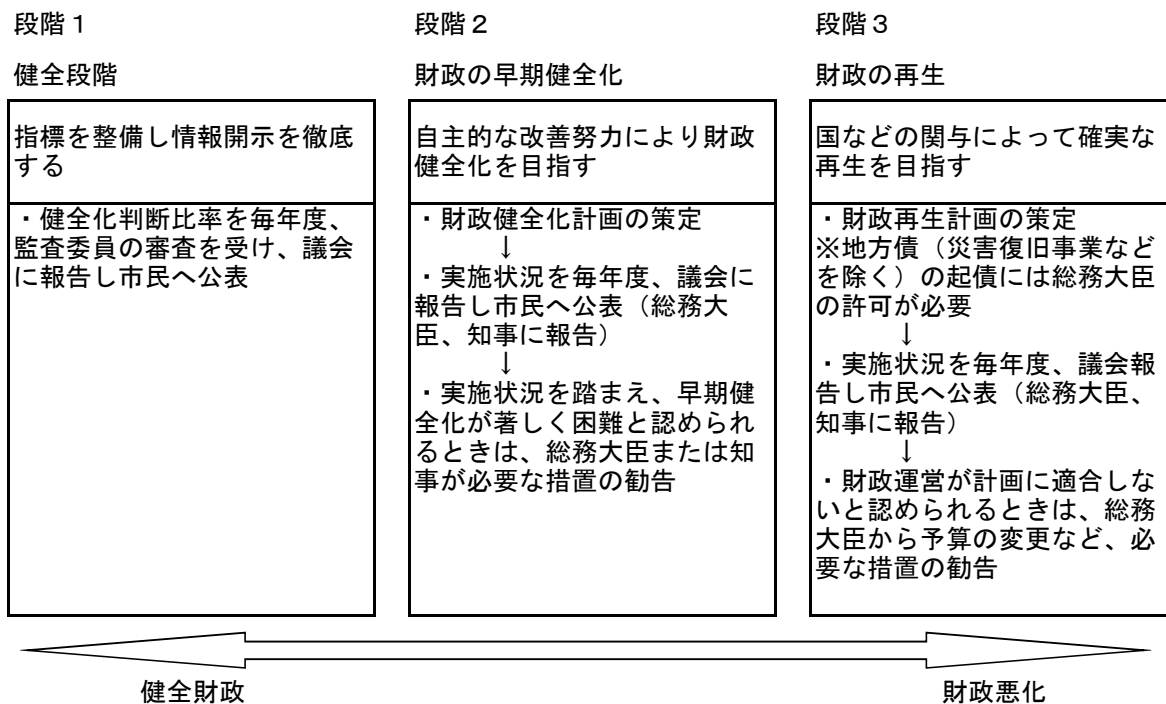 段階１
健全段階
指標を整備し情報開示を徹底
する
・健全化判断比率を毎年度、
監査委員の審査を受け、議会
に報告し市民へ公表
段階２
財政の早期健全化
自主的な改善努力により財政
健全化を目指す
・財政健全化計画の策定
↓
・実施状況を毎年度、議会に
報告し市民へ公表（総務大
臣、知事に報告）
↓
・実施状況を踏まえ、早期健
全化が著しく困難と認められ
るときは、総務大臣または知
事が必要な措置の勧告
段階３
財政の再生
国などの関与によって確実な
再生を目指す
・財政再生計画の策定
※地方債（災害復旧事業など
を除く）の起債には総務大臣
の許可が必要
↓
・実施状況を毎年度、議会報
告し市民へ公表（総務大臣、
知事に報告）
↓
・財政運営が計画に適合しな
いと認められるときは、総務
大臣から予算の変更など、必
要な措置の勧告
健全財政
財政悪化